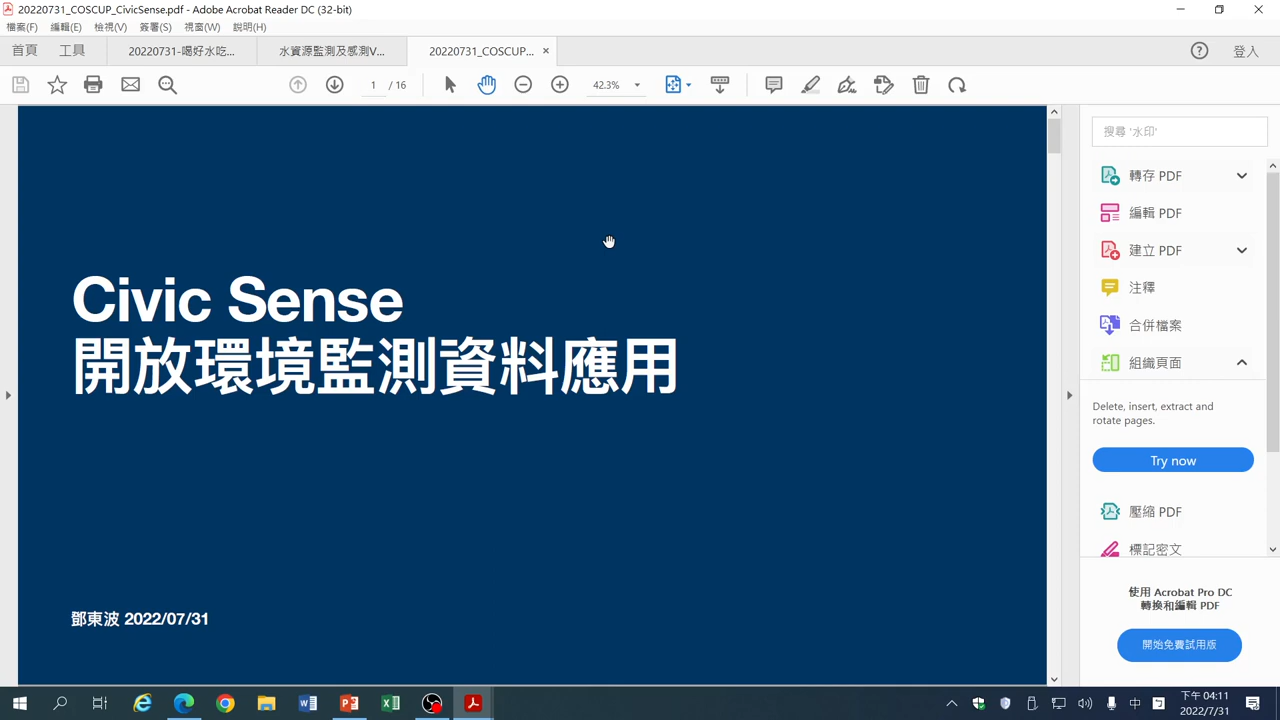 20220731_COSCUP_CivicSense.pdf - Adobe Acrobat Reader DC (32-bit)
檔案(F) 編輯(E) 檢視(V) 簽署(S) 視窗(W) 說明(H)
首頁 工具 20220731-喝好水吃... 水資源監測及感測V... 20220731_COSCUP... × 登入
1 / 16 42.3%
搜尋 '水印'
轉存 PDF
編輯 PDF
建立 PDF
注釋
合併檔案
組織頁面
Delete, insert, extract and
rotate pages.
Try now
壓縮 PDF
標記密文
使用 Acrobat Pro DC
轉換和編輯 PDF
開始免費試用版
Civic Sense
開放環境監測資料應用
鄧東波 2022/07/31
中
下午 04:11
2022/7/31